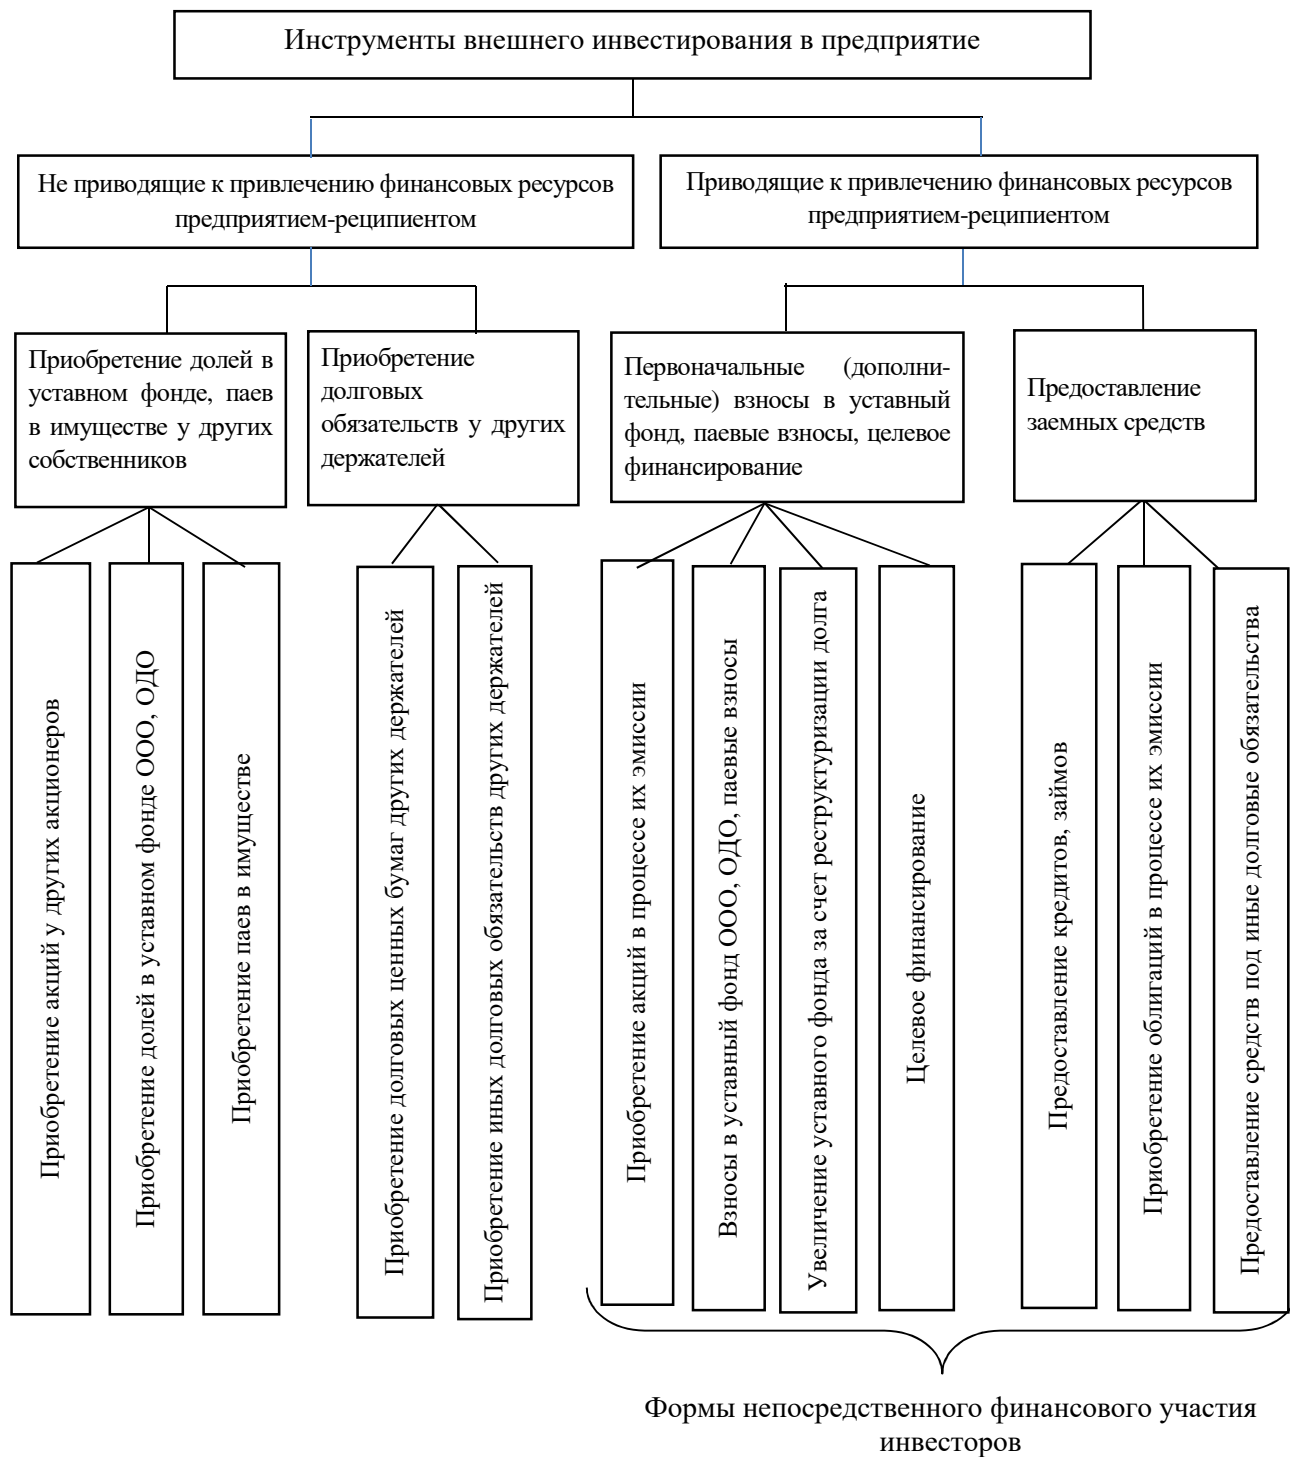 Инструменты внешнего инвестирования в предприятие
Не приводящие к привлечению финансовых ресурсов
предприятием-реципиентом
Приводящие к привлечению финансовых ресурсов
предприятием-реципиентом
Приобретение долей в
уставном фонде, паев
в имуществе у других
собственников
Приобретение
долговых
обязательств у других
держателей
Первоначальные (дополни-
тельные) взносы в уставный
фонд, паевые взносы, целевое
финансирование
Предоставление
заемных средств
Приобретение акций у других акционеров
Приобретение долей в уставном фонде ООО, ОДО
Приобретение паев в имуществе
Приобретение долговых ценных бумаг других держателей
Приобретение иных долговых обязательств других держателей
Приобретение акций в процессе их эмиссии
Взносы в уставный фонд ООО, ОДО, паевые взносы
Увеличение уставного фонда за счет реструктуризации долга
Целевое финансирование
Предоставление кредитов, займов
Приобретение облигаций в процессе их эмиссии
Предоставление средств под иные долговые обязательства
Формы непосредственного финансового участия
инвесторов